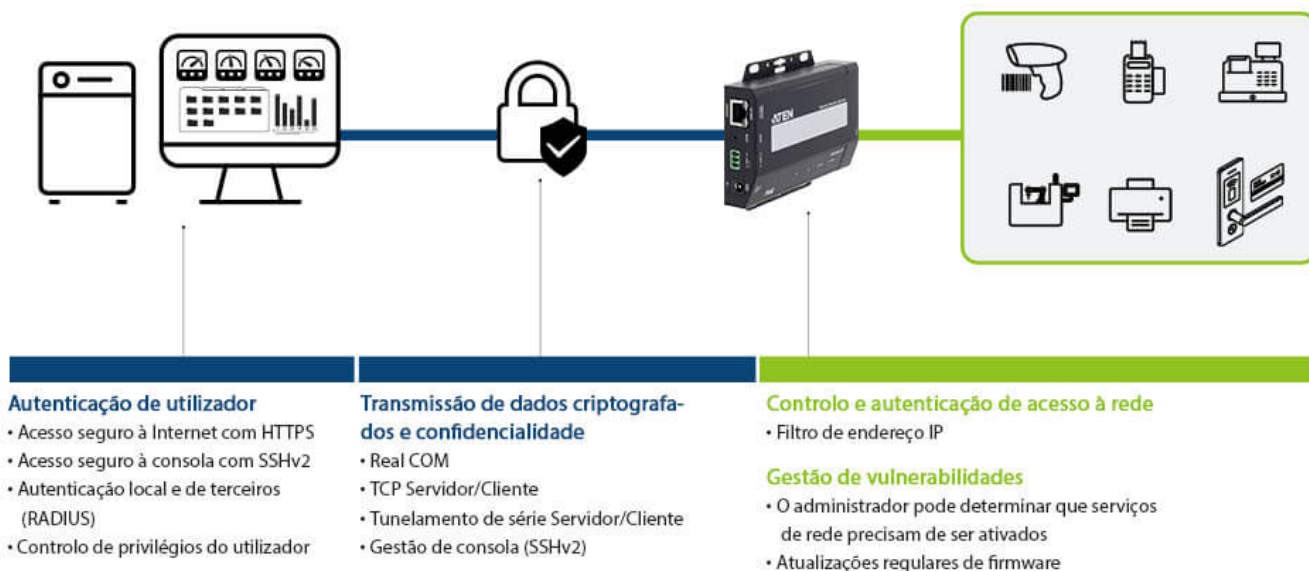 ATEN
Autenticação de utilizador
• Acesso seguro à Internet com HTTPS
• Acesso seguro à consola com SSHv2
• Autenticação local e de terceiros
(RADIUS)
• Controlo de privilégios do utilizador
Transmissão de dados criptografa-
dos e confidencialidade
• Real COM
• TCP Servidor/Cliente
• Tunelamento de série Servidor/Cliente
• Gestão de consola (SSHv2)
Controlo e autenticação de acesso à rede
• Filtro de endereço IP
Gestão de vulnerabilidades
• O administrador pode determinar que serviços
de rede precisam de ser ativados
• Atualizações regulares de firmware